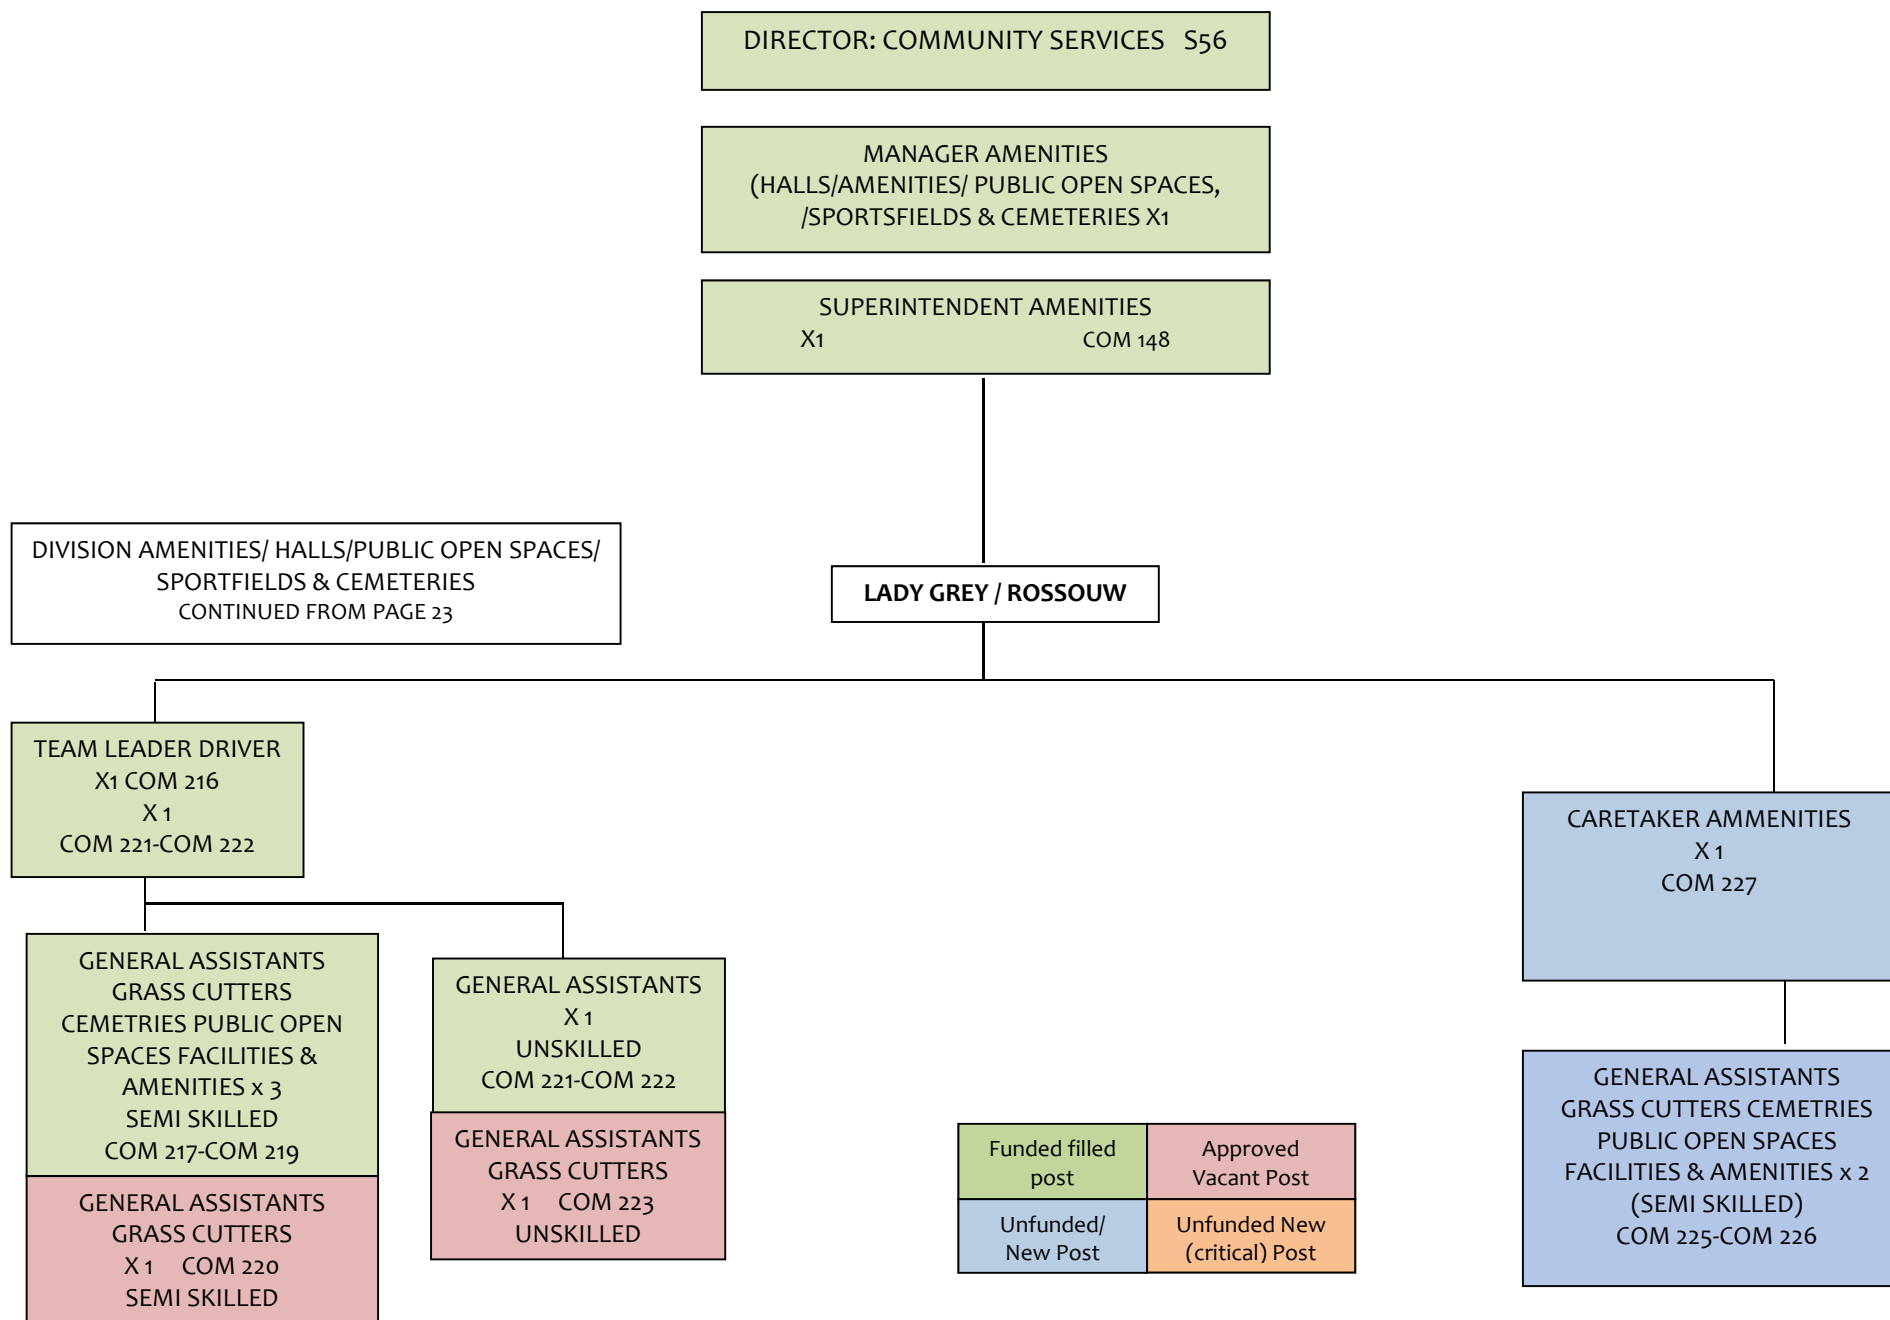 DIRECTOR: COMMUNITY SERVICES S56
MANAGER AMENITIES
(HALLS/AMENITIES/ PUBLIC OPEN SPACES,
/SPORTSFIELDS & CEMETERIES X1
SUPERINTENDENT AMENITIES
X1 COM 148
DIVISION AMENITIES/ HALLS/PUBLIC OPEN SPACES/
SPORTFIELDS & CEMETERIES
CONTINUED FROM PAGE 23
LADY GREY / ROSSOUW
TEAM LEADER DRIVER
X1 COM 216
X 1
COM 221-COM 222
CARETAKER AMMENITIES
X 1
COM 227
GENERAL ASSISTANTS
GRASS CUTTERS
CEMETRIES PUBLIC OPEN
SPACES FACILITIES &
AMENITIES x 3
SEMI SKILLED
COM 217-COM 219
GENERAL ASSISTANTS
GRASS CUTTERS
X 1 COM 220
SEMI SKILLED
GENERAL ASSISTANTS
X 1
UNSKILLED
COM 221-COM 222
GENERAL ASSISTANTS
GRASS CUTTERS
X 1 COM 223
UNSKILLED
Funded filled
post
Approved
Vacant Post
Unfunded/
New Post
Unfunded New
(critical) Post
GENERAL ASSISTANTS
GRASS CUTTERS CEMETRIES
PUBLIC OPEN SPACES
FACILITIES & AMENITIES x 2
(SEMI SKILLED)
COM 225-COM 226